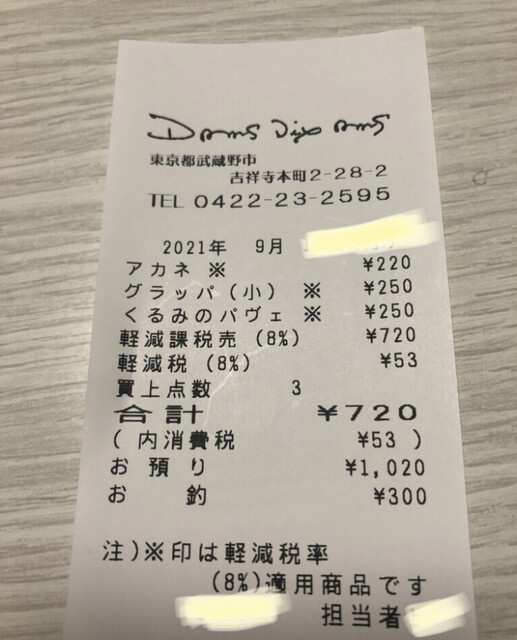 Dans Dix ans
東京都武蔵野市
吉祥寺本町2-28-2
TEL 0422-23-2595
2021年 9月
アカネ ※ ¥220
グラッパ(小) ※ ¥250
くるみのパヴェ ※ ¥250
軽減課税売 (8%) ¥720
軽減税 (8%) ¥53
買上点数 3
合計 ¥720
( 内消費税 ¥53 )
お預り ¥1,020
お 釣 ¥300
注)※印は軽減税率
(8%)適用商品です
担当者